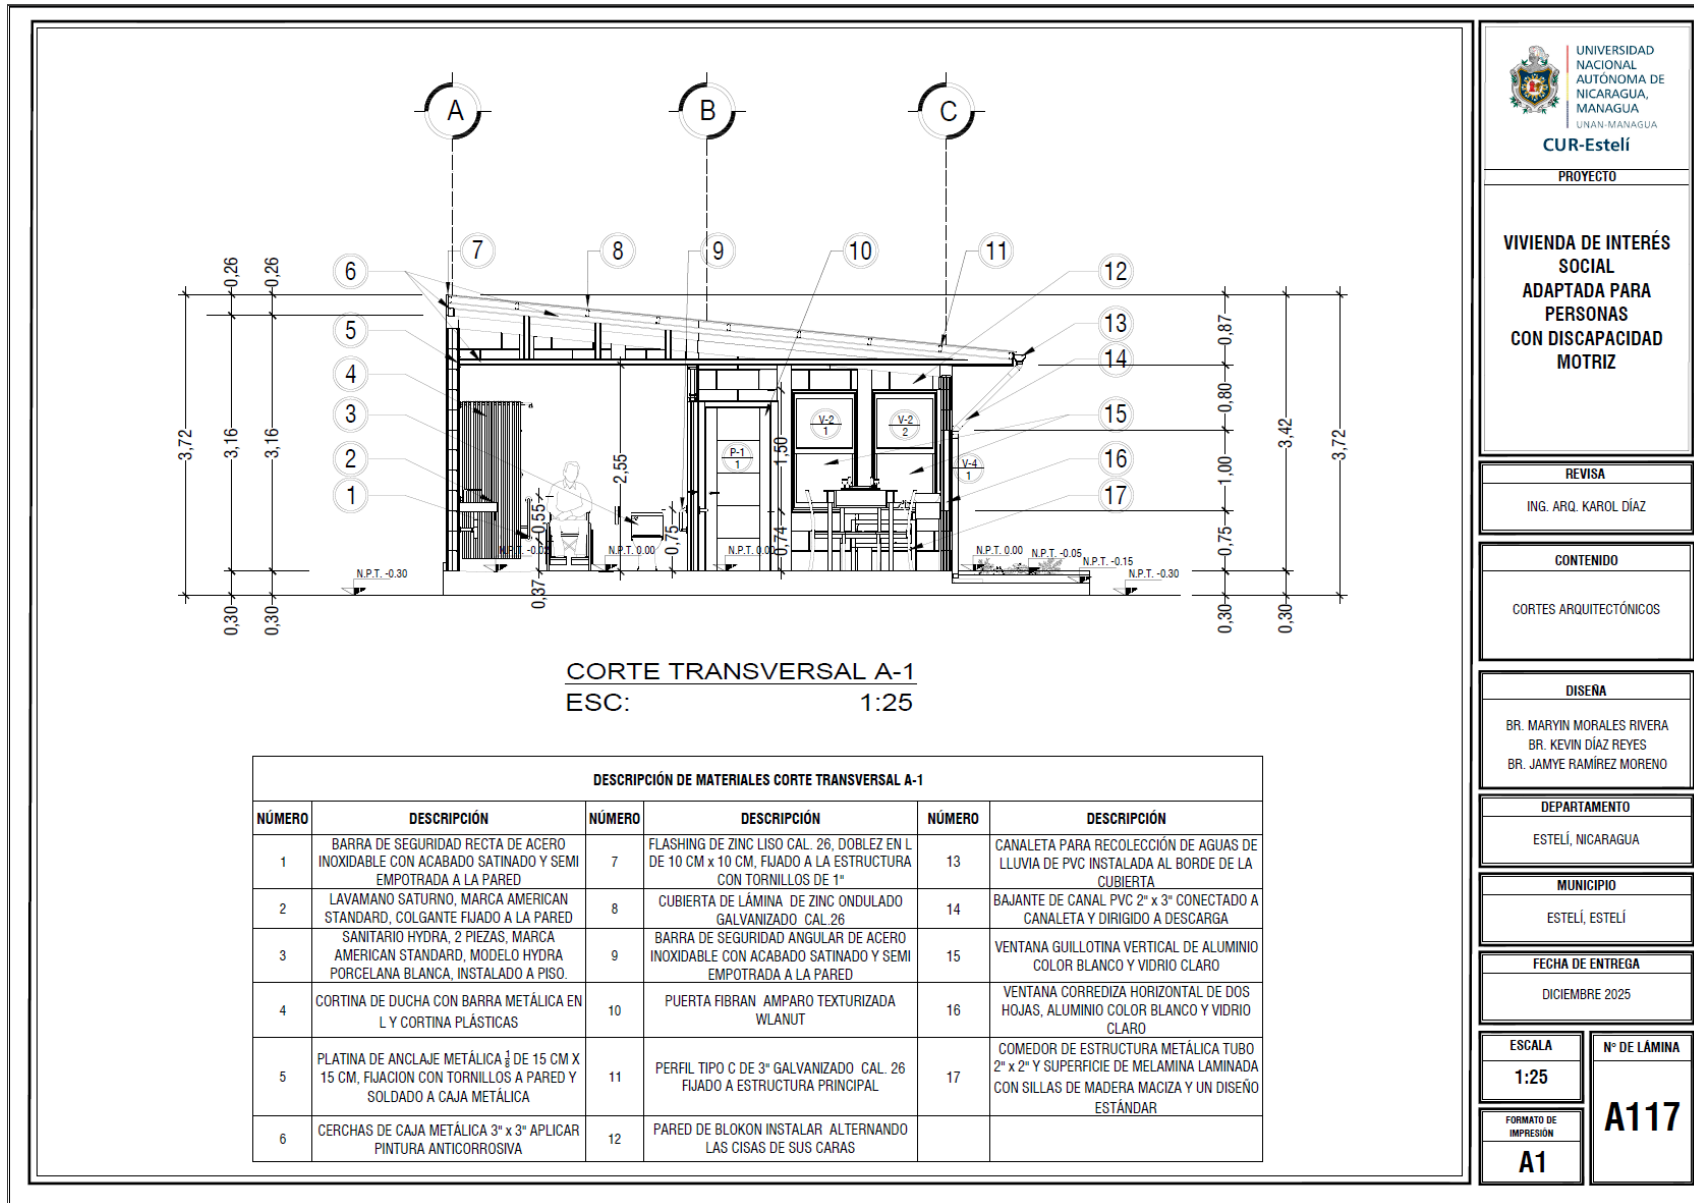 A
B
C
7
8
9
10
11
6
12
5
13
4
14
3
15
2
16
1
17
0,26
0,26
3,72
3,16
3,16
0,30
0,30
2,55
0,55
0,37
0,75
0,74
1,50
0,87
0,80
1,00
0,75
0,30
3,42
0,30
3,72
V-2
1
V-2
2
P-1
1
V-4
1
N.P.T. -0.30
N.P.T. -0.02
N.P.T. 0.00
N.P.T. 0.00
N.P.T. 0.00
N.P.T. -0.05
N.P.T. -0.15
N.P.T. -0.30
CORTE TRANSVERSAL A-1
ESC: 1:25
DESCRIPCIÓN DE MATERIALES CORTE TRANSVERSAL A-1
NÚMERO DESCRIPCIÓN NÚMERO DESCRIPCIÓN NÚMERO DESCRIPCIÓN
1
BARRA DE SEGURIDAD RECTA DE ACERO
INOXIDABLE CON ACABADO SATINADO Y SEMI
EMPOTRADA A LA PARED
7
FLASHING DE ZINC LISO CAL. 26, DOBLEZ EN L
DE 10 CM x 10 CM, FIJADO A LA ESTRUCTURA
CON TORNILLOS DE 1"
13
CANALETA PARA RECOLECCIÓN DE AGUAS DE
LLUVIA DE PVC INSTALADA AL BORDE DE LA
CUBIERTA
2
LAVAMANO SATURNO, MARCA AMERICAN
STANDARD, COLGANTE FIJADO A LA PARED
8
CUBIERTA DE LÁMINA DE ZINC ONDULADO
GALVANIZADO CAL.26
14
BAJANTE DE CANAL PVC 2" x 3" CONECTADO A
CANALETA Y DIRIGIDO A DESCARGA
3
SANITARIO HYDRA, 2 PIEZAS, MARCA
AMERICAN STANDARD, MODELO HYDRA
PORCELANA BLANCA, INSTALADO A PISO.
9
BARRA DE SEGURIDAD ANGULAR DE ACERO
INOXIDABLE CON ACABADO SATINADO Y SEMI
EMPOTRADA A LA PARED
15
VENTANA GUILLOTINA VERTICAL DE ALUMINIO
COLOR BLANCO Y VIDRIO CLARO
4
CORTINA DE DUCHA CON BARRA METÁLICA EN
L Y CORTINA PLÁSTICAS
10
PUERTA FIBRAN AMPARO TEXTURIZADA
WLANUT
16
VENTANA CORREDIZA HORIZONTAL DE DOS
HOJAS, ALUMINIO COLOR BLANCO Y VIDRIO
CLARO
5
PLATINA DE ANCLAJE METÁLICA 1/8 DE 15 CM X
15 CM, FIJACION CON TORNILLOS A PARED Y
SOLDADO A CAJA METÁLICA
11
PERFIL TIPO C DE 3" GALVANIZADO CAL. 26
FIJADO A ESTRUCTURA PRINCIPAL
17
COMEDOR DE ESTRUCTURA METÁLICA TUBO
2" x 2" Y SUPERFICIE DE MELAMINA LAMINADA
CON SILLAS DE MADERA MACIZA Y UN DISEÑO
ESTÁNDAR
6
CERCHAS DE CAJA METÁLICA 3" x 3" APLICAR
PINTURA ANTICORROSIVA
12
PARED DE BLOKON INSTALAR ALTERNANDO
LAS CISAS DE SUS CARAS
UNIVERSIDAD
NACIONAL
AUTÓNOMA DE
NICARAGUA,
MANAGUA
UNAN-MANAGUA
CUR-Estelí
PROYECTO
VIVIENDA DE INTERÉS
SOCIAL
ADAPTADA PARA
PERSONAS
CON DISCAPACIDAD
MOTRIZ
REVISA
ING. ARQ. KAROL DÍAZ
CONTENIDO
CORTES ARQUITECTÓNICOS
DISEÑA
BR. MARYIN MORALES RIVERA
BR. KEVIN DÍAZ REYES
BR. JAMYE RAMÍREZ MORENO
DEPARTAMENTO
ESTELÍ, NICARAGUA
MUNICIPIO
ESTELÍ, ESTELÍ
FECHA DE ENTREGA
DICIEMBRE 2025
ESCALA
1:25
N° DE LÁMINA
A117
FORMATO DE
IMPRESIÓN
A1